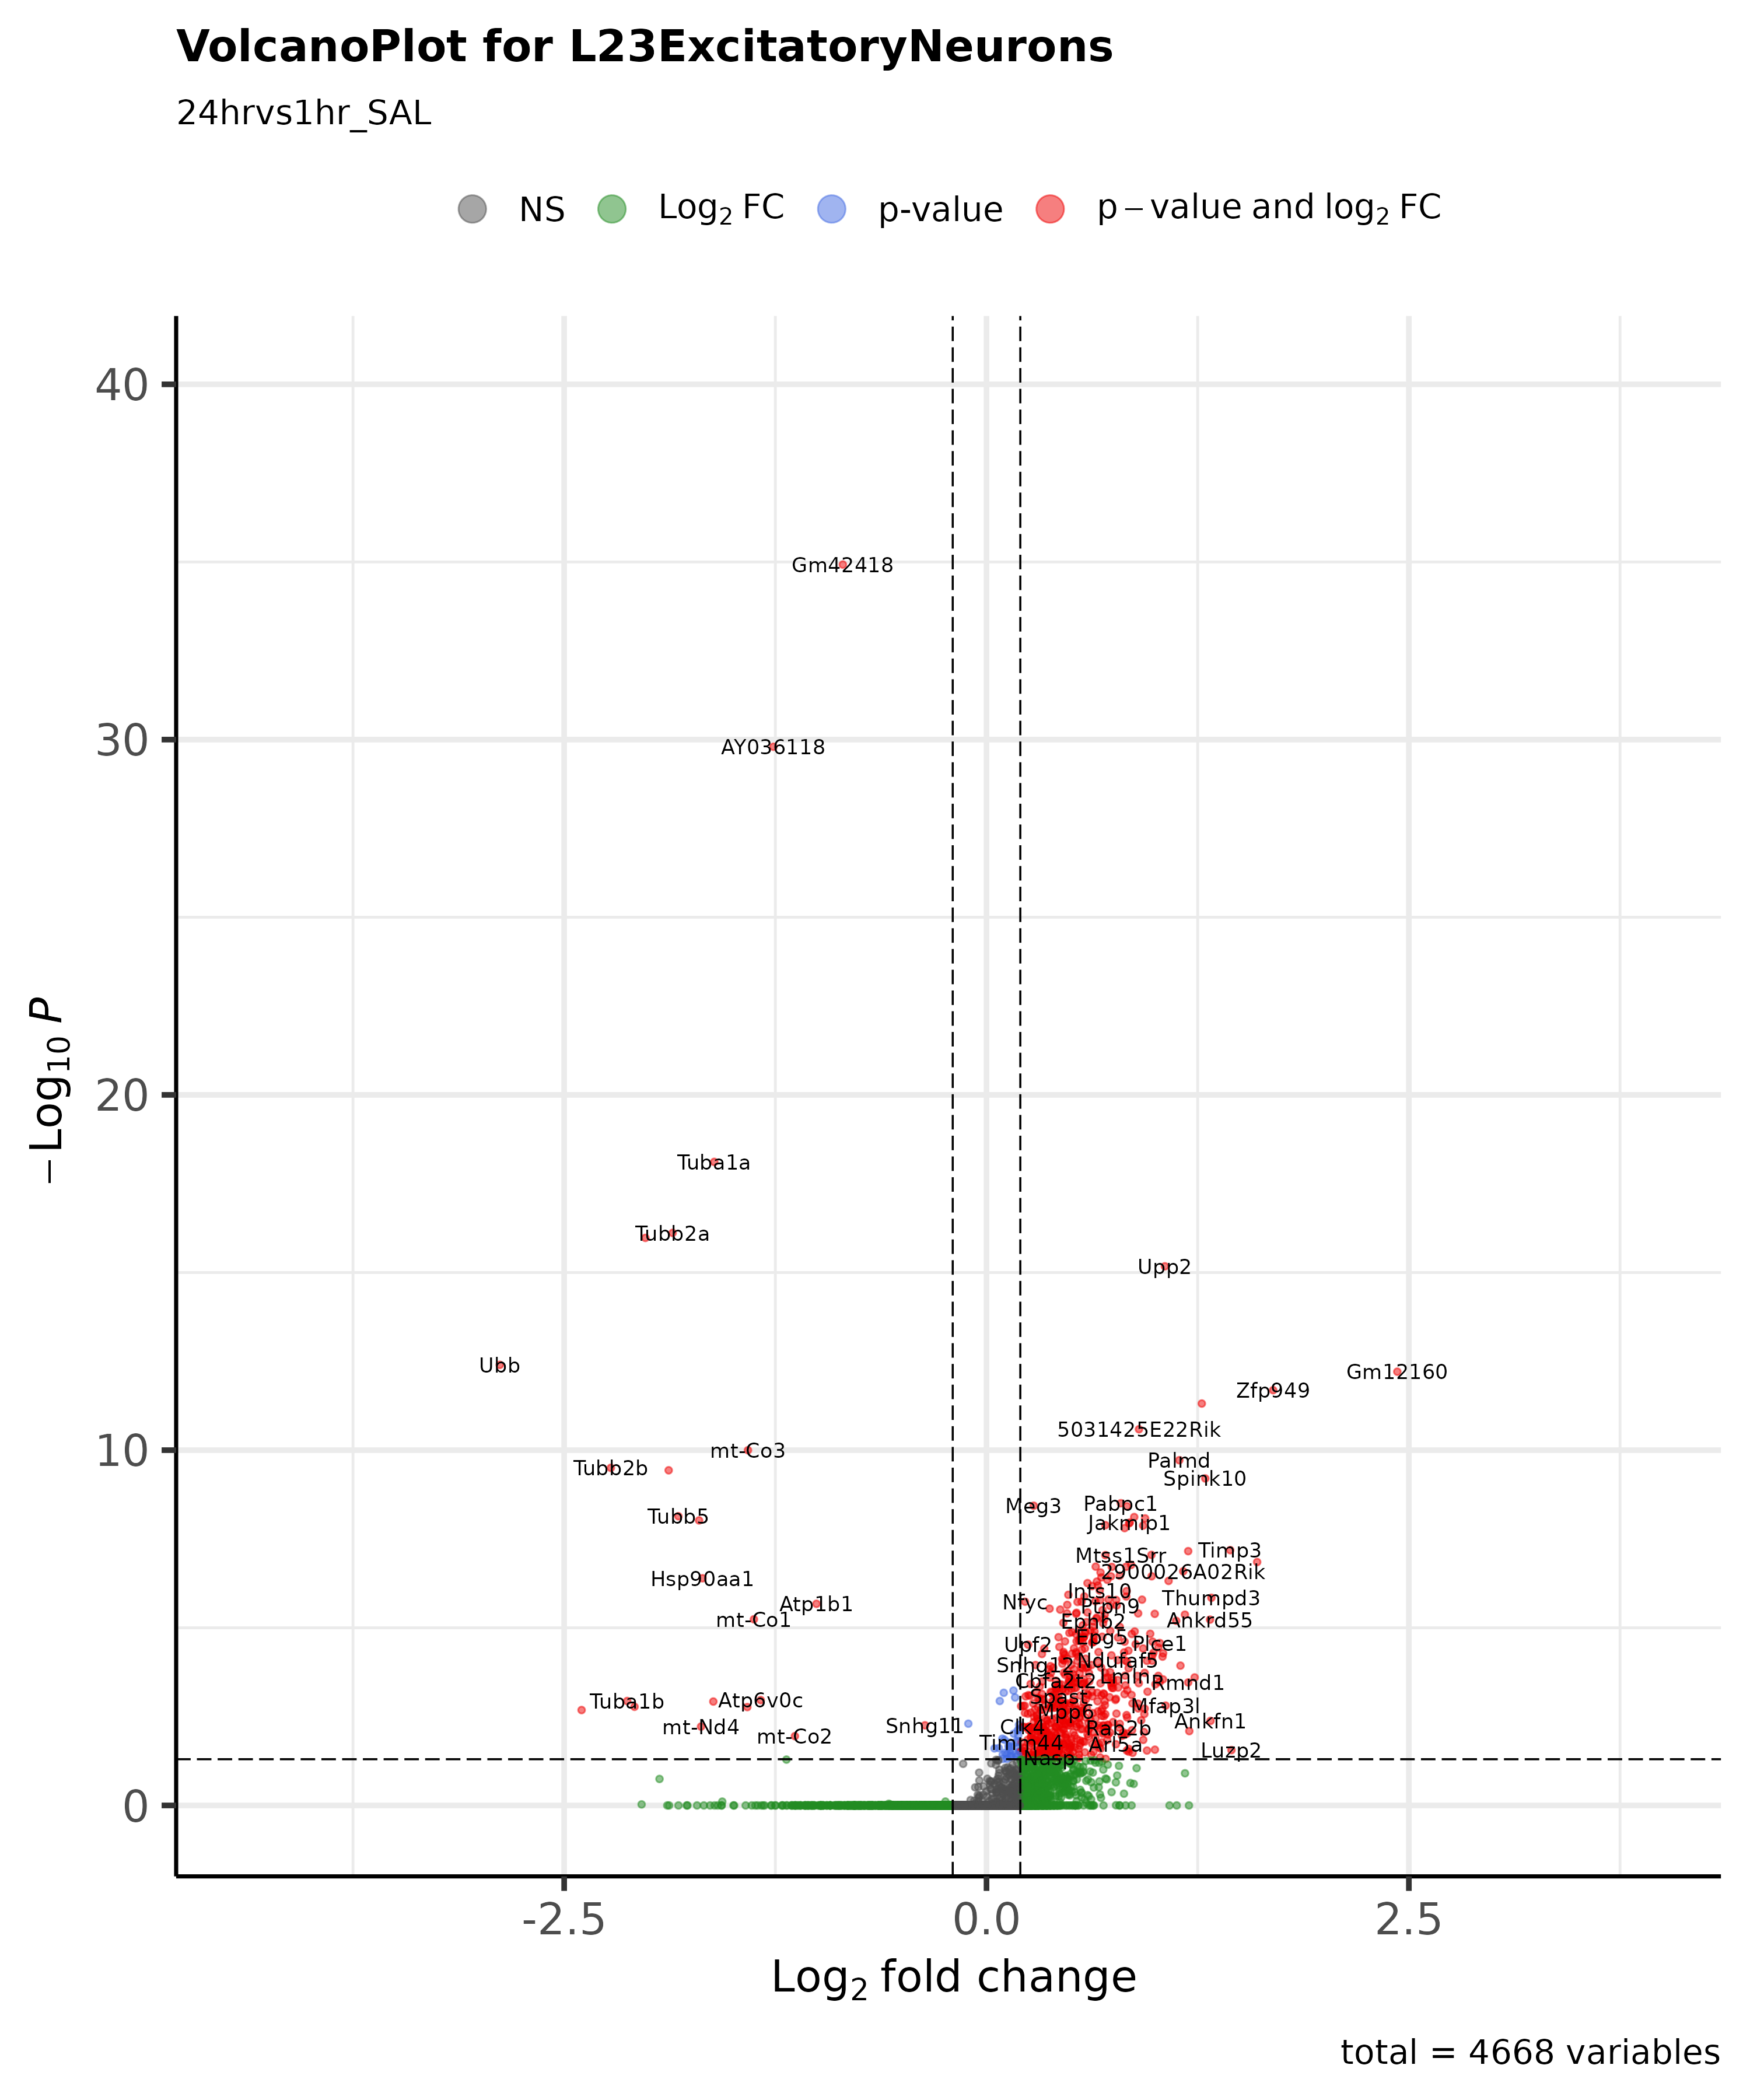 VolcanoPlot for L23ExcitatoryNeurons
24hrvs1hr_SAL
NS Log2 FC p-value p−value and log2 FC
40
Gm42418
30
AY036118
−Log10 P
20
Tuba1a
Tubb2a
Upp2
Ubb
Gm12160
Zfp949
5031425E22Rik
10
mt-Co3
Palmd
Tubb2b
Spink10
Meg3
Pabpc1
Tubb5
Jakmip1
Timp3
Mtss1
Srr
2900026A02Rik
Hsp90aa1
Ints10
Thumpd3
Nfyc
Atp1b1
Ptpn9
mt-Co1
Ephb2
Ankrd55
Epg5
Plce1
Ubf2
Ndufaf5
Snhg12
Lmln
Cbfa2t2
Rmnd1
Spast
Tuba1b
Atp6v0c
Mfap3l
Mpp6
Ankfn1
Snhg11
mt-Nd4
Clk4
Rab2b
mt-Co2
Timm44
Arl5a
Luzp2
Nasp
0
-2.5 0.0 2.5
Log2 fold change
total = 4668 variables